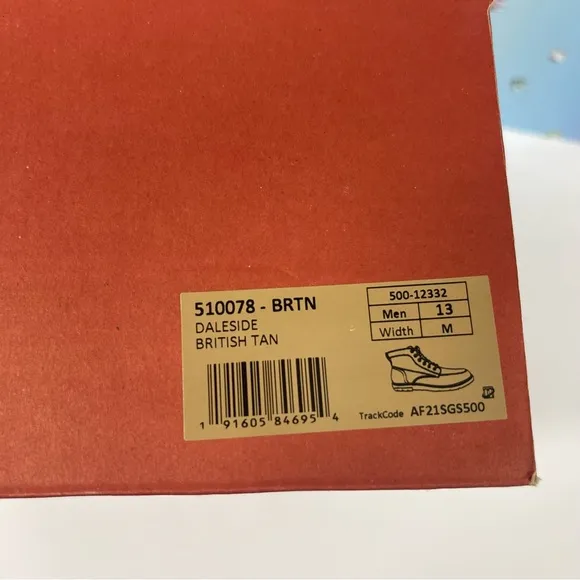 510078 - BRTN
DALESIDE
BRITISH TAN
500-12332
Men 13
Width M
1 91605 84695 4
TrackCode AF21SGS500